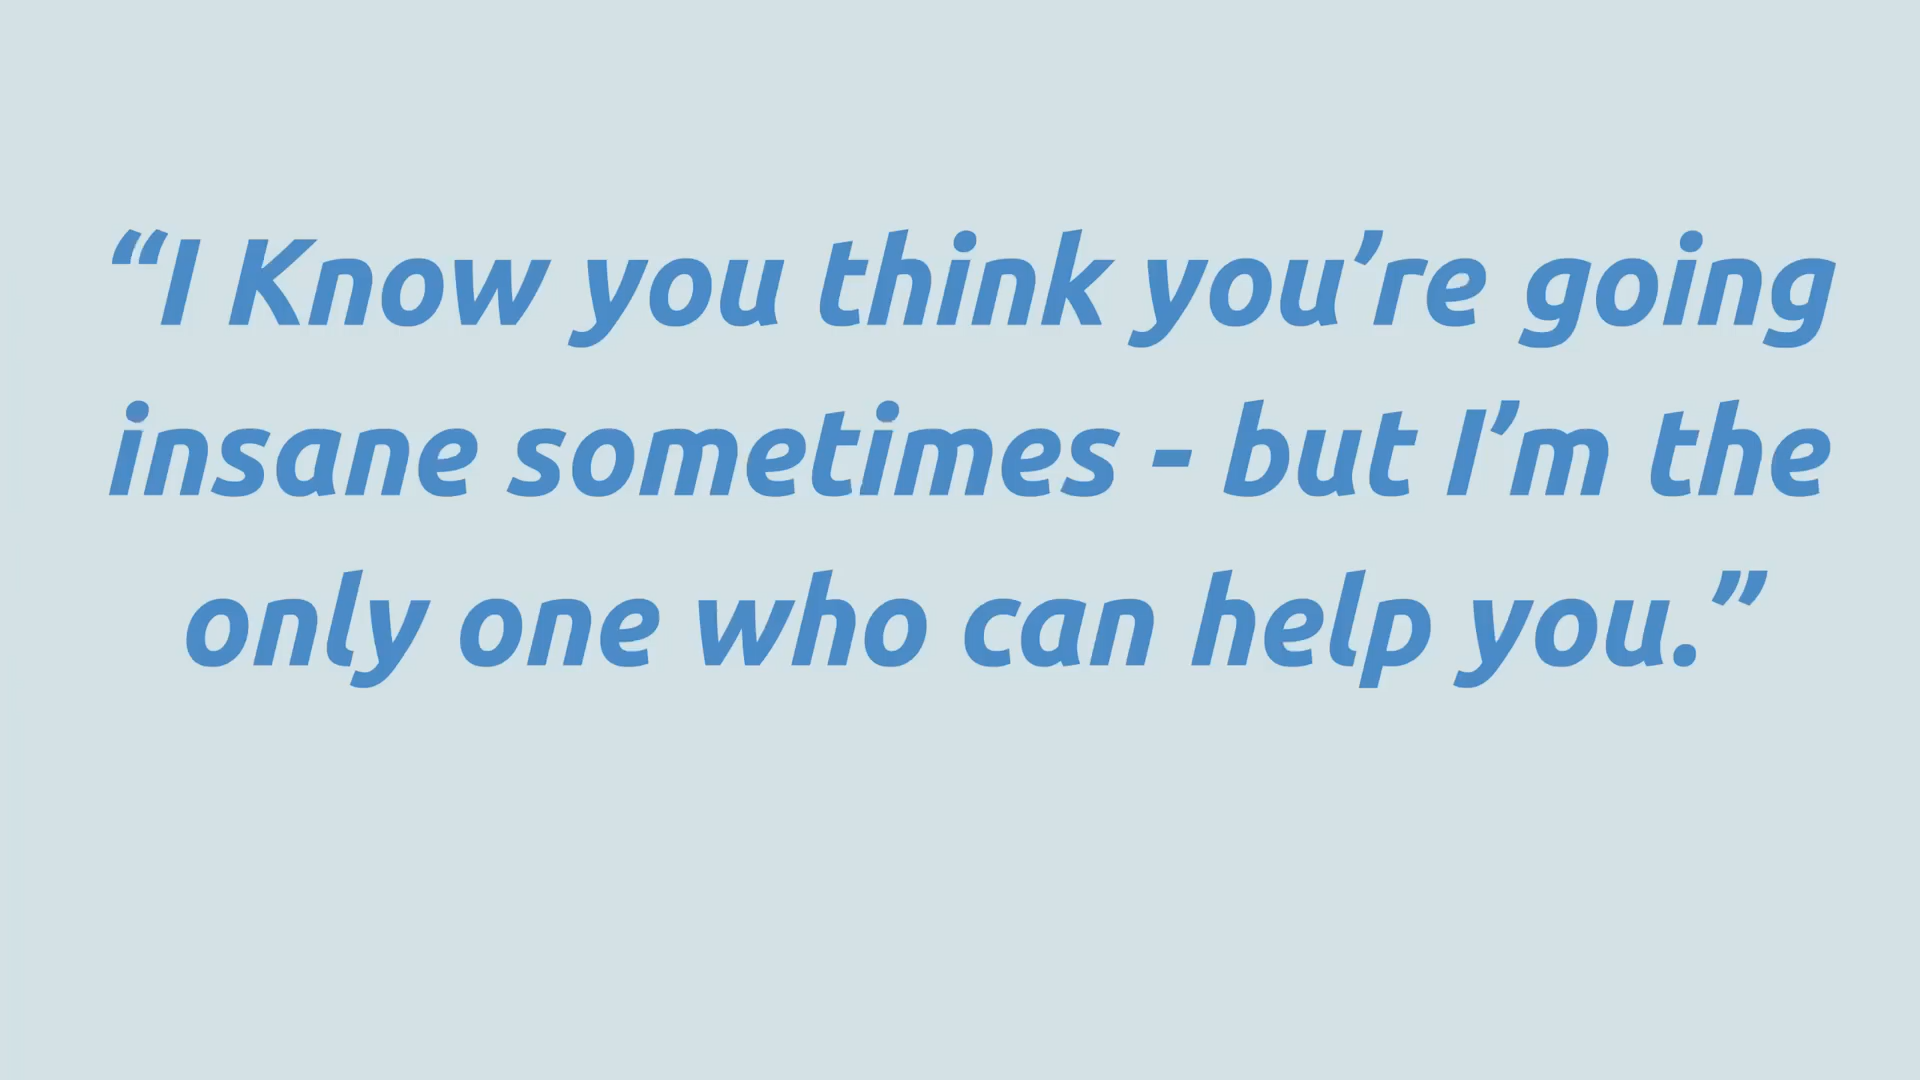 “I Know you think you’re going
insane sometimes - but I’m the
only one who can help you.”